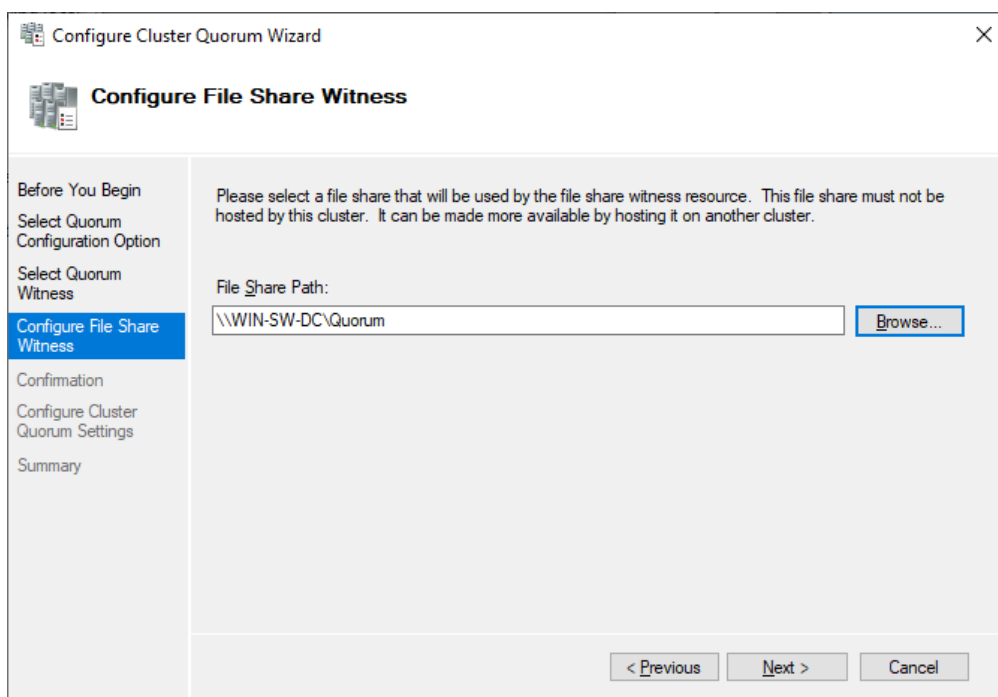 Configure Cluster Quorum Wizard
Configure File Share Witness
Before You Begin
Select Quorum
Configuration Option
Select Quorum
Witness
Configure File Share
Witness
Confirmation
Configure Cluster
Quorum Settings
Summary
Please select a file share that will be used by the file share witness resource. This file share must not be
hosted by this cluster. It can be made more available by hosting it on another cluster.
File Share Path:
\\WIN-SW-DC\Quorum
Browse...
< Previous
Next >
Cancel